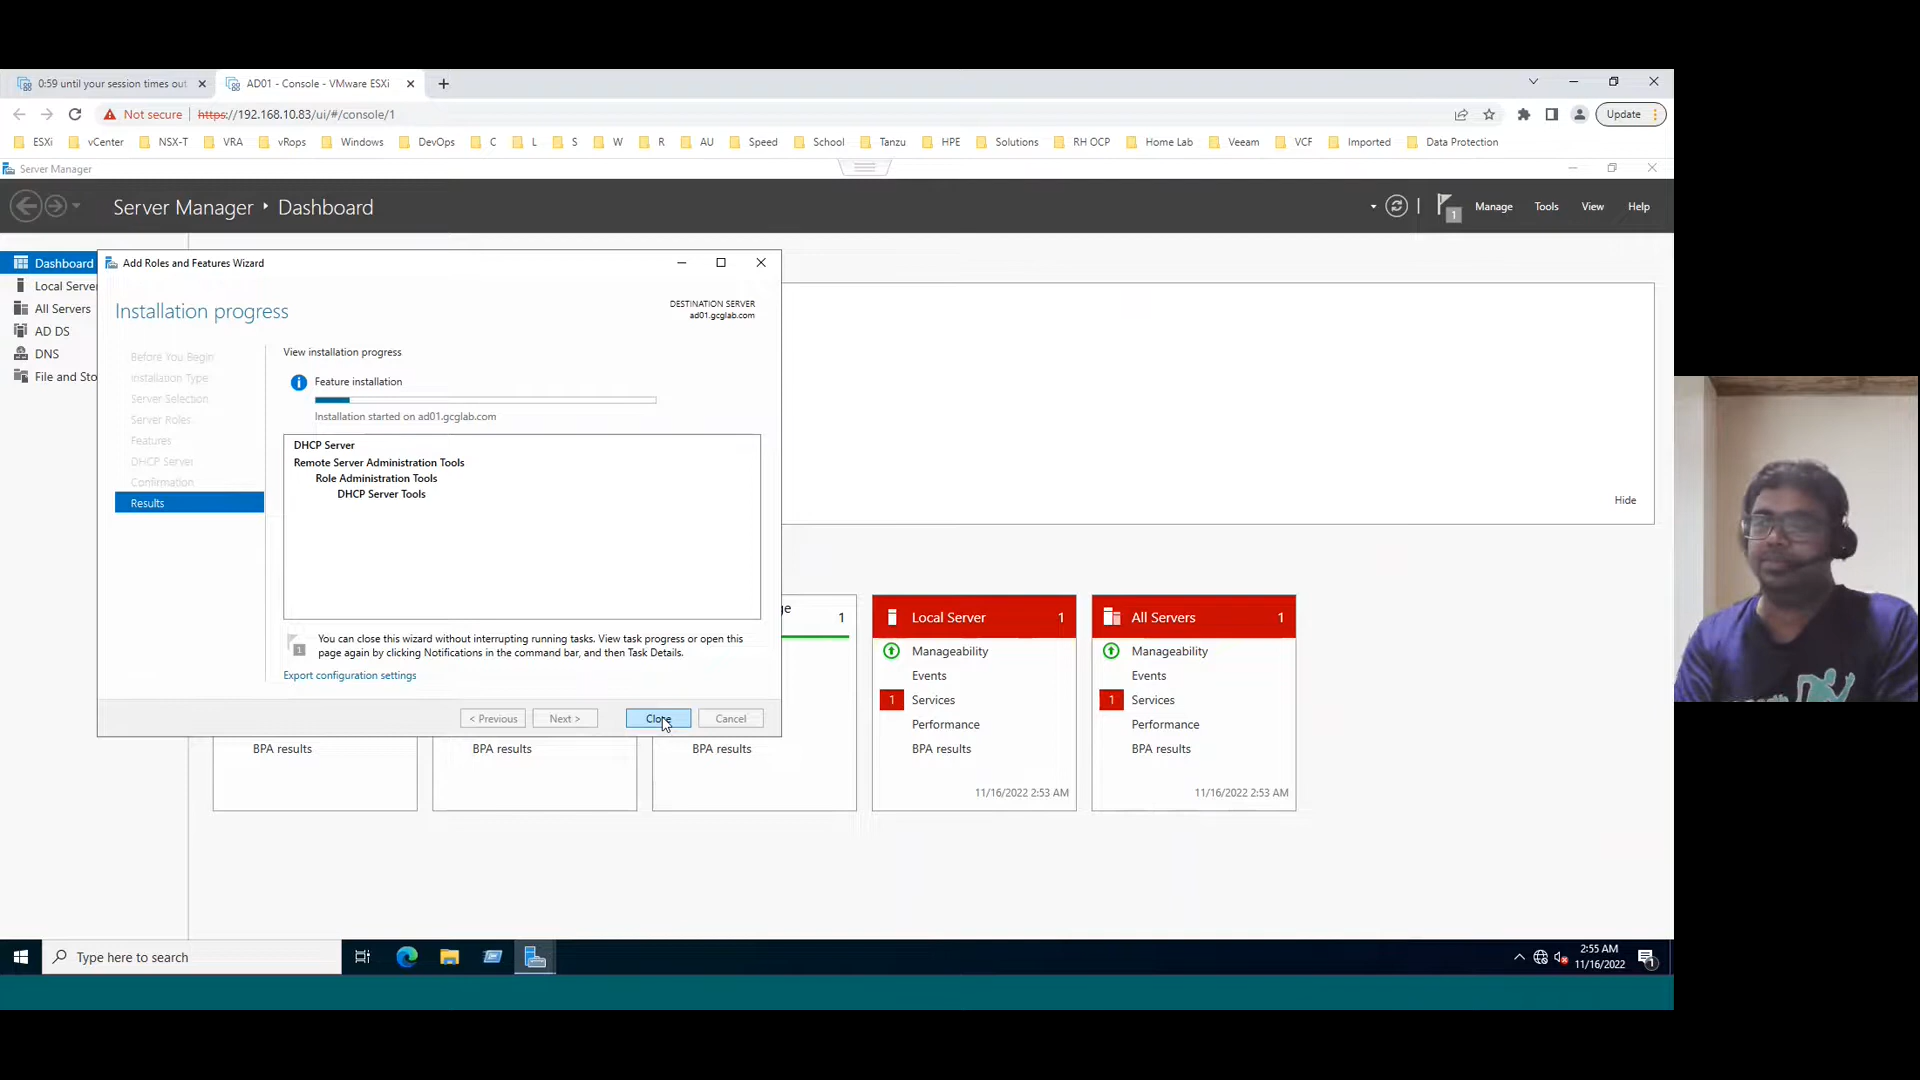 0:59 until your session times out
AD01 - Console - VMware ESXi
Not secure
https://192.168.10.83/ui/#/console/1
Update
ESXi
vCenter
NSX-T
VRA
vRops
Windows
DevOps
C
L
S
W
R
AU
Speed
School
Tanzu
HPE
Solutions
RH OCP
Home Lab
Veeam
VCF
Imported
Data Protection
Server Manager
Server Manager
Dashboard
1
Manage
Tools
View
Help
Dashboard
Local Server
All Servers
AD DS
DNS
File and Sto
Add Roles and Features Wizard
Installation progress
DESTINATION SERVER
ad01.gcglab.com
Before You Begin
Installation Type
Server Selection
Server Roles
Features
DHCP Server
Confirmation
Results
View installation progress
Feature installation
Installation started on ad01.gcglab.com
DHCP Server
Remote Server Administration Tools
Role Administration Tools
DHCP Server Tools
1
You can close this wizard without interrupting running tasks. View task progress or open this
page again by clicking Notifications in the command bar, and then Task Details.
Export configuration settings
< Previous
Next >
Close
Cancel
Hide
ge
1
BPA results
BPA results
BPA results
Local Server
1
Manageability
Events
1
Services
Performance
BPA results
11/16/2022 2:53 AM
All Servers
1
Manageability
Events
1
Services
Performance
BPA results
11/16/2022 2:53 AM
Type here to search
2:55 AM
11/16/2022
1